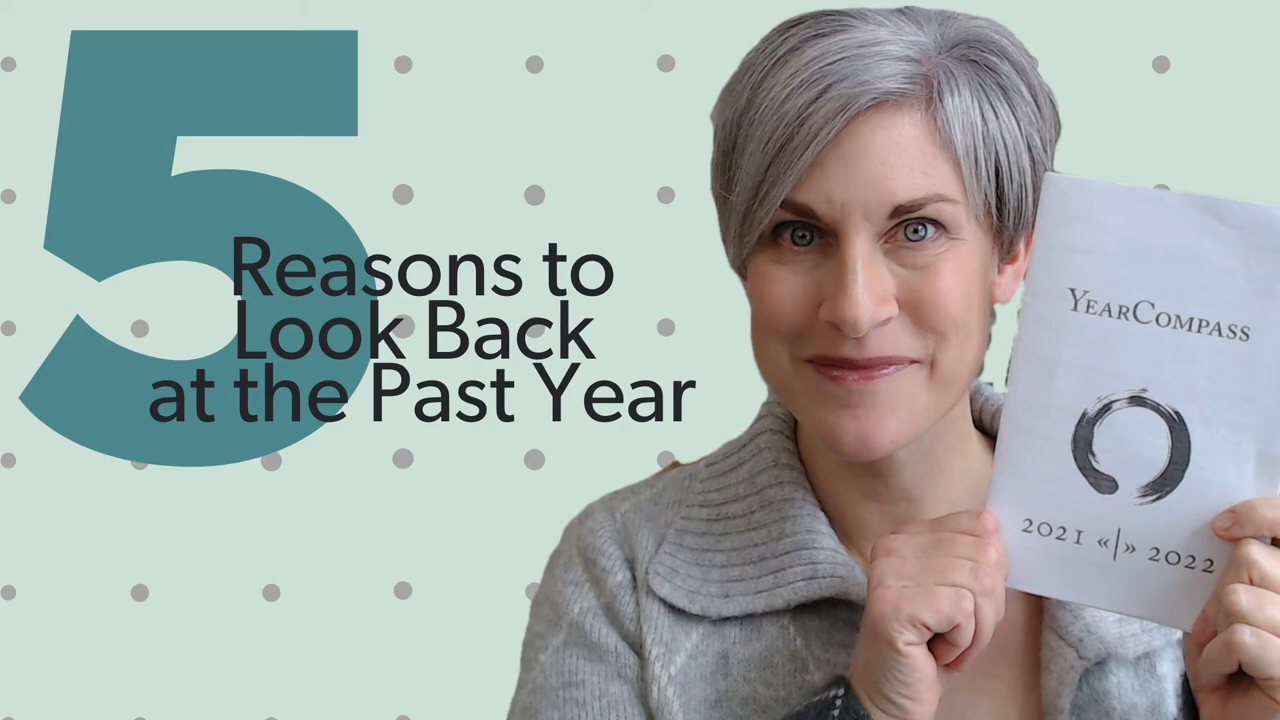 5
Reasons to
Look Back
at the Past Year
YEARCOMPASS
2021 «|» 2022